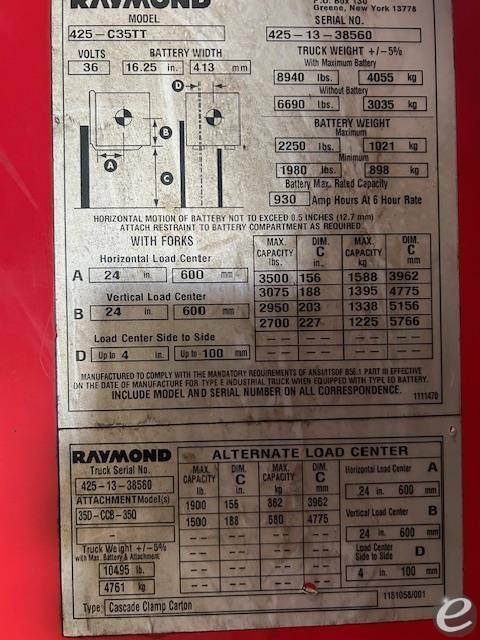 RAYMOND
P.O. Box 130
Greene, New York 13778
MODEL
SERIAL NO.
425-C35TT
425-13-38560
VOLTS
BATTERY WIDTH
36
16.25 in.
413 mm
TRUCK WEIGHT +/-5%
With Maximum Battery
8940 lbs.
4055 kg
Without Battery
6690 lbs.
3035 kg
BATTERY WEIGHT
Maximum
2250 lbs.
1021 kg
Minimum
1980 lbs.
898 kg
Battery Max. Rated Capacity
930 Amp Hours At 6 Hour Rate
D
B
A
C
HORIZONTAL MOTION OF BATTERY NOT TO EXCEED 0.5 INCHES (12.7 mm)
ATTACH RESTRAINT TO BATTERY COMPARTMENT AS REQUIRED.
WITH FORKS
Horizontal Load Center
A 24 in. 600 mm
Vertical Load Center
B 24 in. 600 mm
Load Center Side to Side
D Up to 4 in. Up to 100 mm
MAX. CAPACITY lbs. DIM. C in. MAX. CAPACITY kg DIM. C mm
3500 156 1588 3962
3075 188 1395 4775
2950 203 1338 5156
2700 227 1225 5766
-- -- -- --
-- -- -- --
MANUFACTURED TO COMPLY WITH THE MANDATORY REQUIREMENTS OF ANSI/ITSDF B56.1 PART III EFFECTIVE
ON THE DATE OF MANUFACTURE FOR TYPE E INDUSTRIAL TRUCK WHEN EQUIPPED WITH TYPE EO BATTERY.
INCLUDE MODEL AND SERIAL NUMBER ON ALL CORRESPONDENCE.
1111470
RAYMOND
Truck Serial No.
425-13-38560
ATTACHMENT Model(s)
35D-CCB-35Q
-
Truck Weight +/-5%
with Max. Battery & Attachment
10495 lb.
4761 kg
Type: Cascade Clamp Carton
ALTERNATE LOAD CENTER
MAX. CAPACITY lb. DIM. C in MAX. CAPACITY kg DIM. C mm
1900 156 862 3962
1500 188 680 4775
-- -- -- --
-- -- -- --
-- -- -- --
-- -- -- --
Horizontal Load Center A
24 in. 600 mm
Vertical Load Center B
24 in. 600 mm
Load Center
Side to Side D
4 in. 100 mm
1151058/001
e